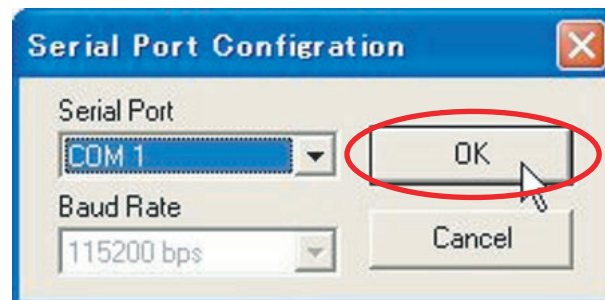 Serial Port Configration
Serial Port
COM 1
OK
Baud Rate
115200 bps
Cancel